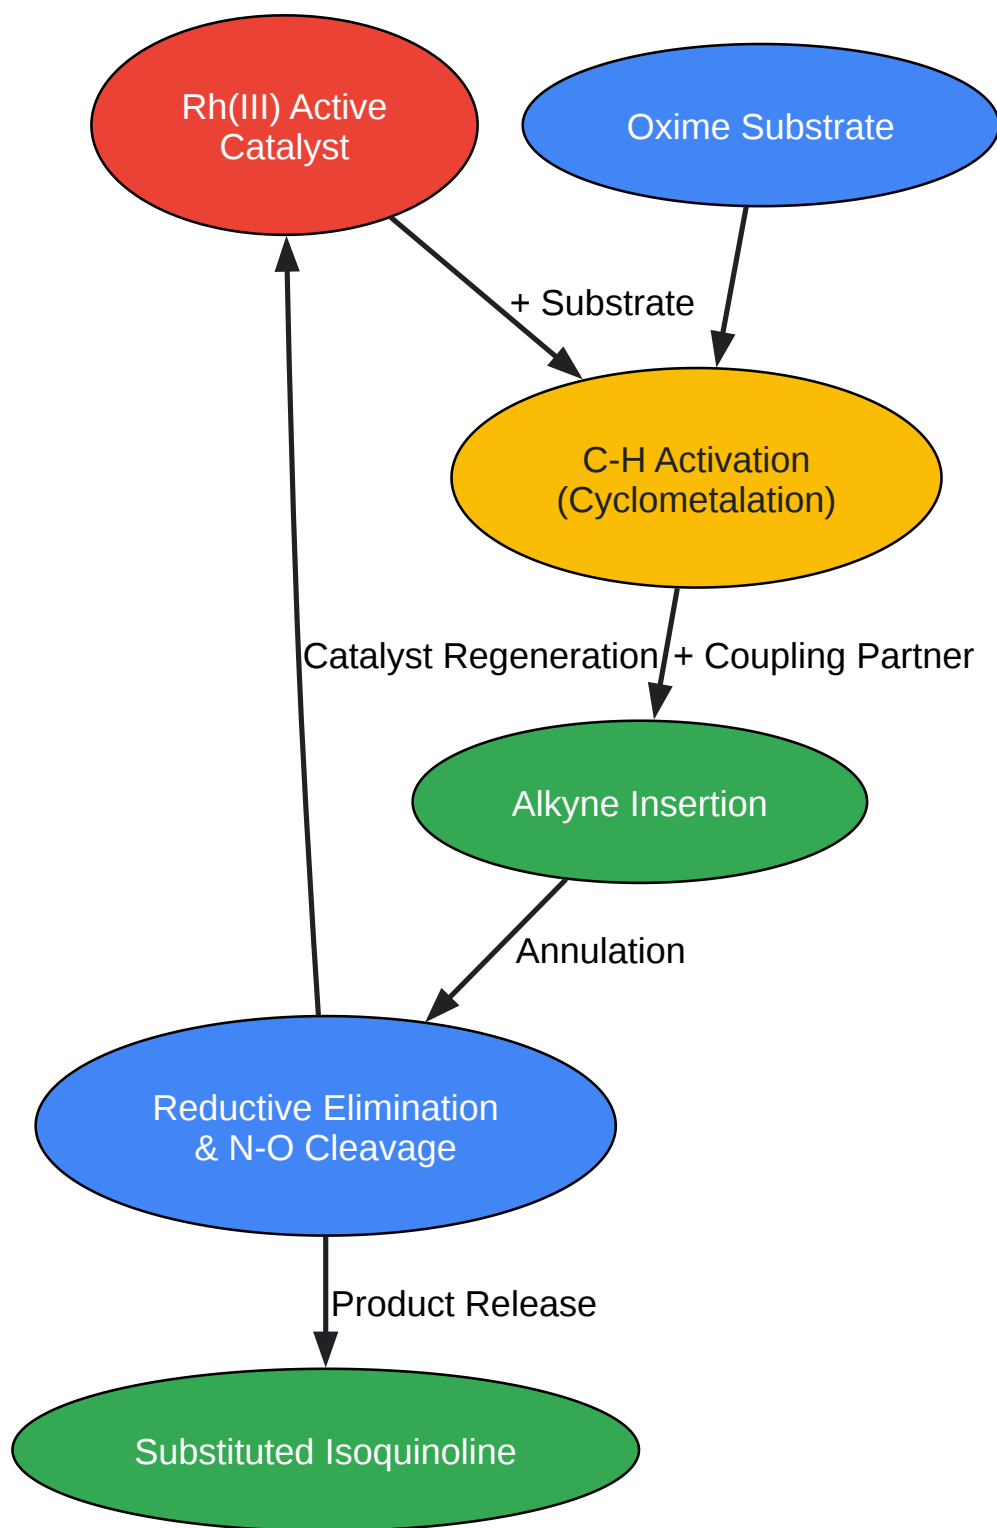 Rh(III) Active
Catalyst
Oxime Substrate
+ Substrate
C-H Activation
(Cyclometalation)
Catalyst Regeneration
+ Coupling Partner
Alkyne Insertion
Annulation
Reductive Elimination
& N-O Cleavage
Product Release
Substituted Isoquinoline